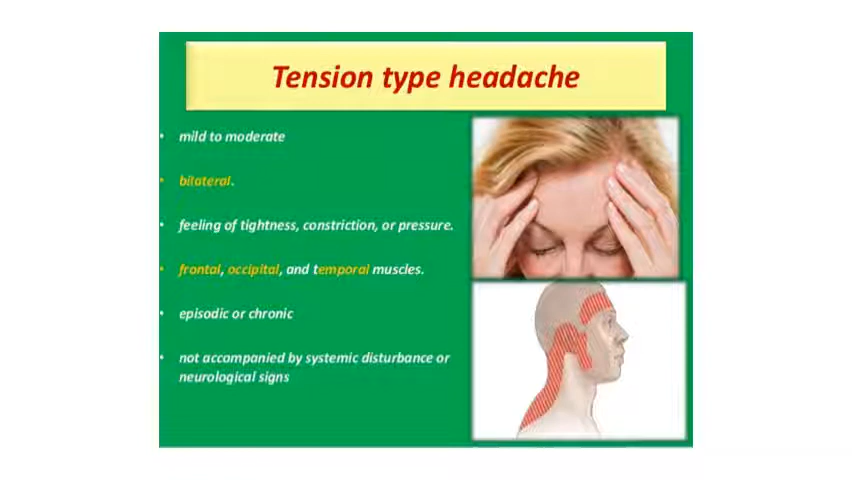 Tension type headache
• mild to moderate
• bilateral.
• feeling of tightness, constriction, or pressure.
• frontal, occipital, and temporal muscles.
• episodic or chronic
• not accompanied by systemic disturbance or
neurological signs